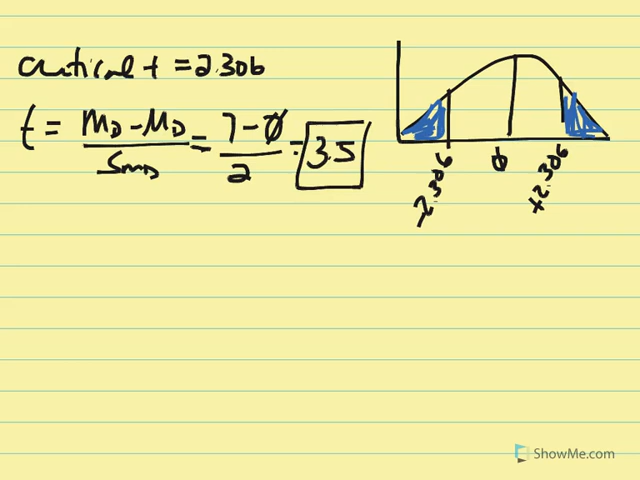 critical t = 2.306
t = MD - μD / SMD = 7 - 0 / 2 = 3.5
-2.306 0 +2.306
ShowMe.com